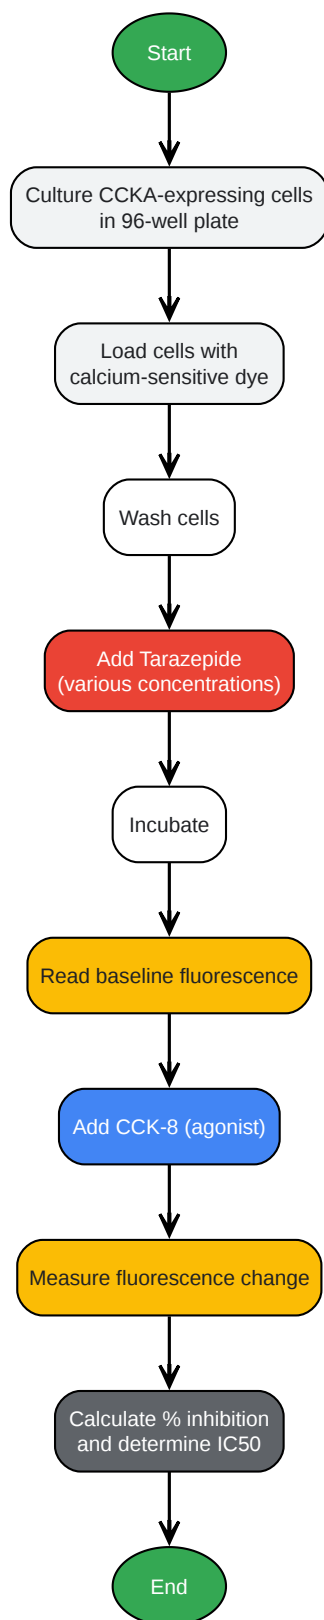 Start
Culture CCKA-expressing cells
in 96-well plate
Load cells with
calcium-sensitive dye
Wash cells
Add Tarazepide
(various concentrations)
Incubate
Read baseline fluorescence
Add CCK-8 (agonist)
Measure fluorescence change
Calculate % inhibition
and determine IC50
End